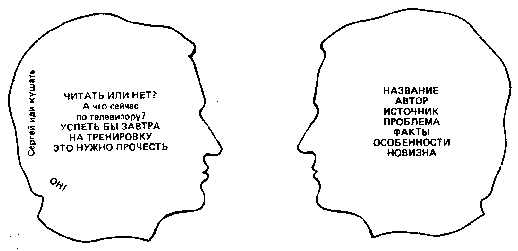 Сергей иди кушать
ЧИТАТЬ ИЛИ НЕТ?
А что сейчас
по телевизору?
УСПЕТЬ БЫ ЗАВТРА
НА ТРЕНИРОВКУ
ЭТО НУЖНО ПРОЧЕСТЬ
ОН!
НАЗВАНИЕ
АВТОР
ИСТОЧНИК
ПРОБЛЕМА
ФАКТЫ
ОСОБЕННОСТИ
НОВИЗНА